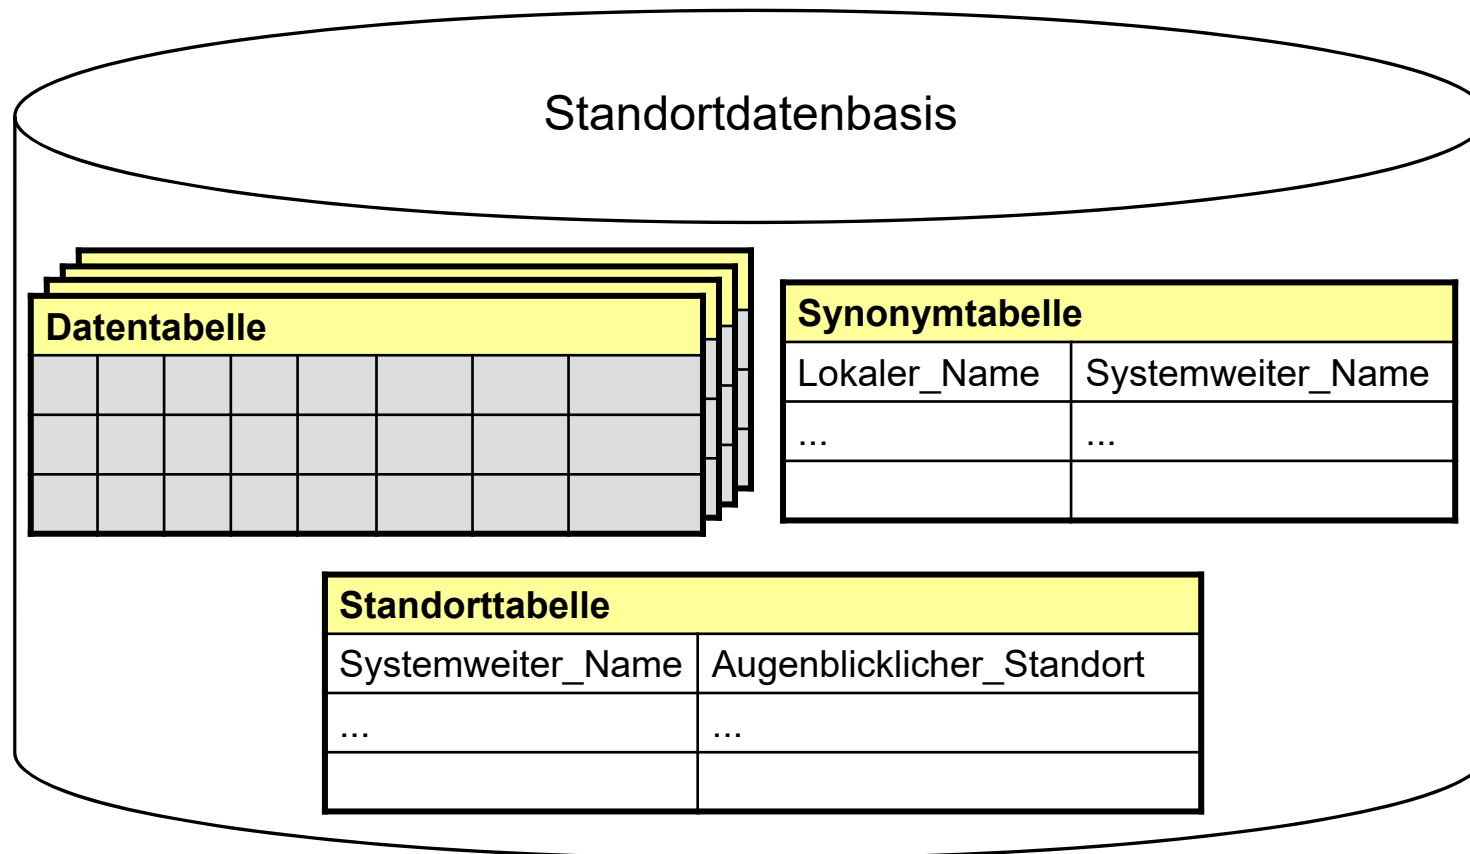 Standortdatenbasis
Datentabelle
Synonymtabelle
Lokaler_Name Systemweiter_Name
... ...
Standorttabelle
Systemweiter_Name Augenblicklicher_Standort
... ...